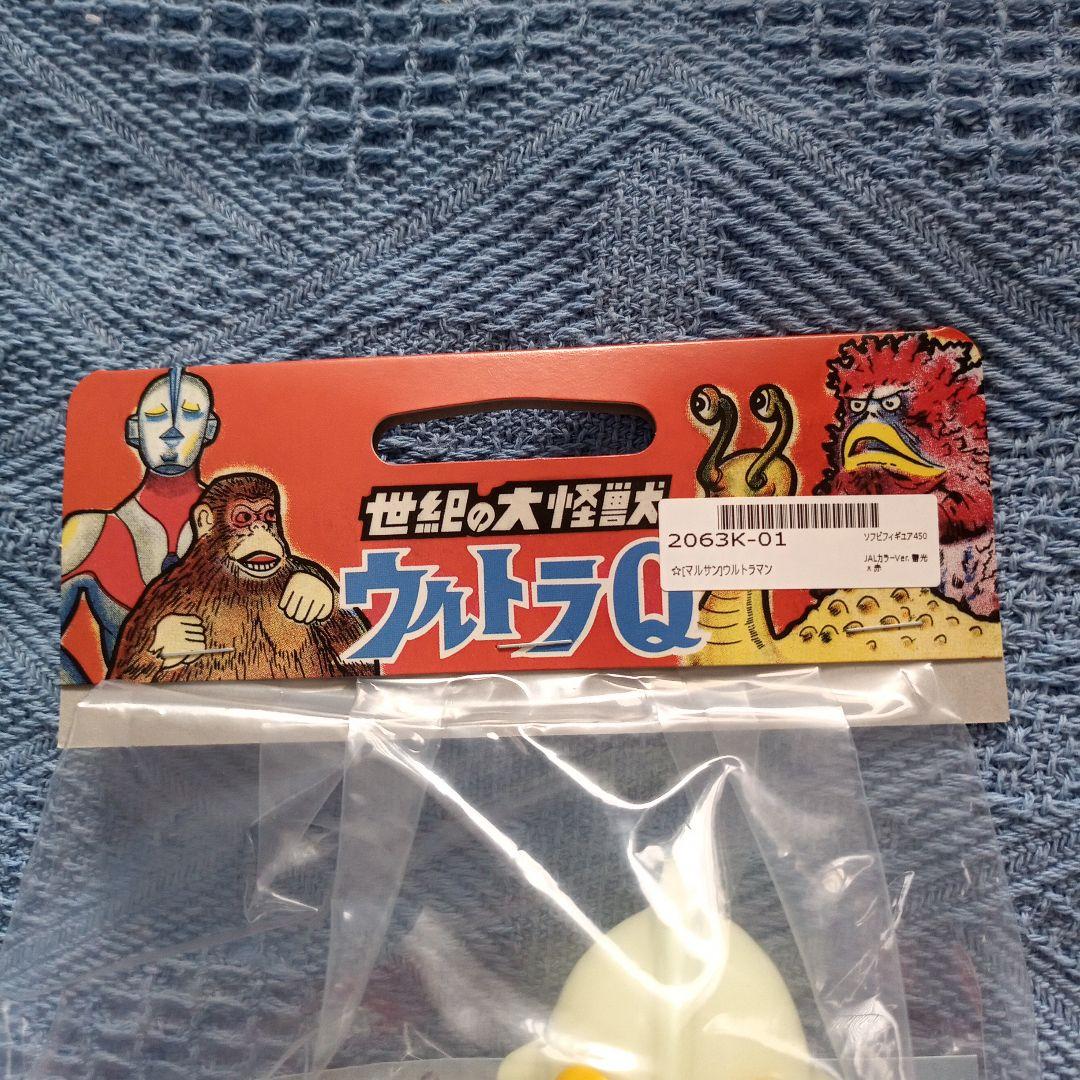 世紀の大怪獣
ウルトラQ
2063K-01
☆[マルサン]ウルトラマン
ソフビフィギュア450
JALカラーVer. 蓄光
× 赤